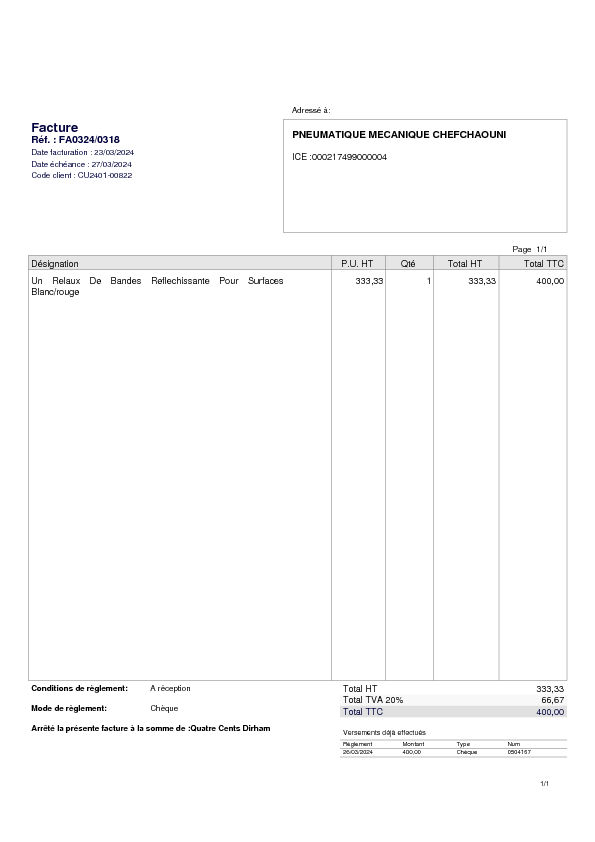 Adressé à:
Facture
Réf. : FA0324/0318
Date facturation : 23/03/2024
Date échéance : 27/03/2024
Code client : CU2401-00822
PNEUMATIQUE MECANIQUE CHEFCHAOUNI
ICE :000217499000004
Page 1/1
Désignation P.U. HT Qté Total HT Total TTC
Un Relaux De Bandes Reflechissante Pour Surfaces 333,33 1 333,33 400,00
Blanc/rouge
Conditions de règlement: A réception
Total HT 333,33
Total TVA 20% 66,67
Mode de règlement: Chèque
Total TTC 400,00
Arrêté la présente facture à la somme de :Quatre Cents Dirham
Versements déjà effectués
Règlement Montant Type Num
26/03/2024 400,00 Chèque 0504167
1/1